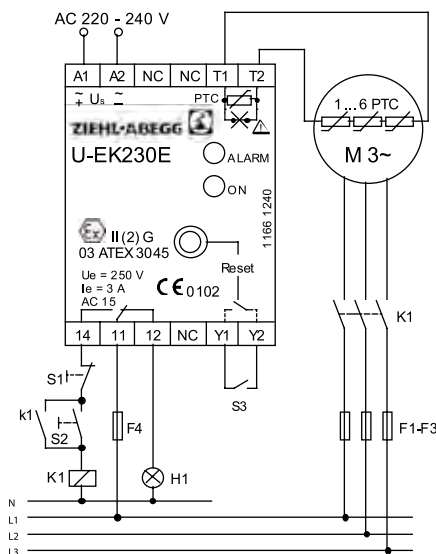 AC 220 - 240 V
A1 A2 NC NC T1 T2
~ + Us ~ −
PTC
ZIEHL-ABEGG
U-EK230E
ALARM
ON
1166 1240
Ex II (2) G
03 ATEX 3045
Reset
Ue = 250 V
Ie = 3 A
AC 15
CE 0102
14 11 12 NC Y1 Y2
1...6 PTC
M 3~
K1
S1
k1
S2
F4
S3
F1-F3
K1
H1
N
L1
L2
L3